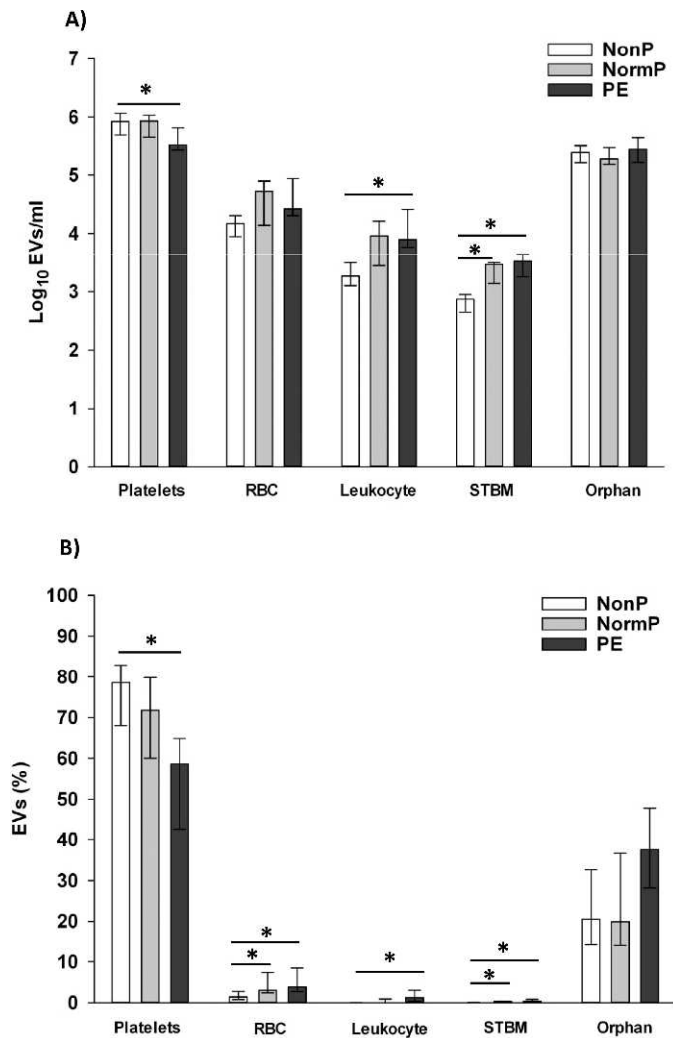 A)
7
6
5
4
3
2
1
0
Log10 EVs/ml
NonP
NormP
PE
*
*
*
*
Platelets RBC Leukocyte STBM Orphan
B)
100
90
80
70
60
50
40
30
20
10
0
EVs (%)
NonP
NormP
PE
*
*
*
*
*
*
Platelets RBC Leukocyte STBM Orphan